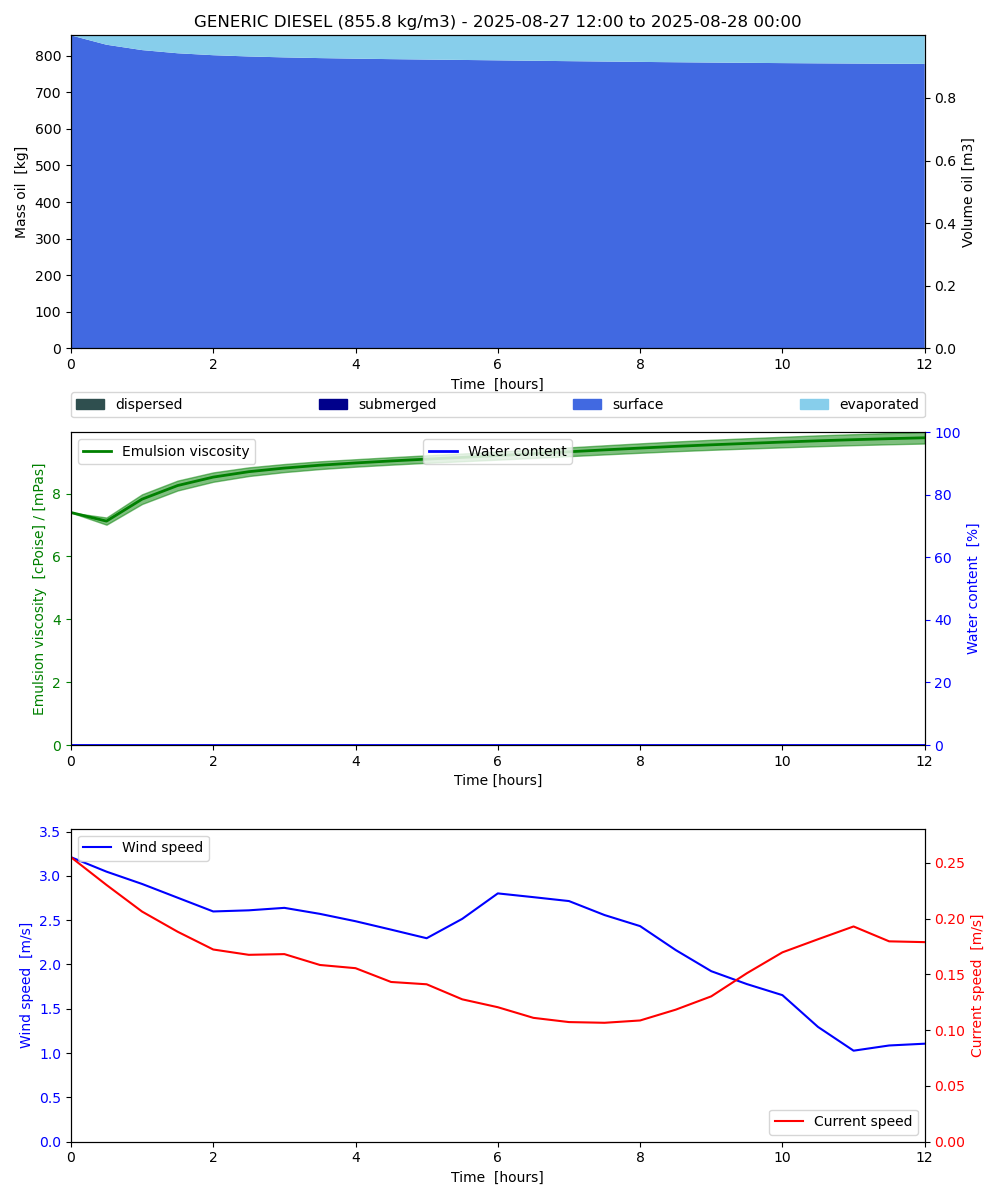 GENERIC DIESEL (855.8 kg/m3) - 2025-08-27 12:00 to 2025-08-28 00:00
Mass oil [kg]
800
700
600
500
400
300
200
100
0
0.8
0.6
0.4
0.2
0.0
Volume oil [m3]
0 2 4 6 8 10 12
Time [hours]
dispersed submerged surface evaporated
Emulsion viscosity
Water content
Emulsion viscosity [cPoise] / [mPas]
8
6
4
2
0
100
80
60
40
20
0
Water content [%]
0 2 4 6 8 10 12
Time [hours]
Wind speed
Wind speed [m/s]
3.5
3.0
2.5
2.0
1.5
1.0
0.5
0.0
0.25
0.20
0.15
0.10
0.05
0.00
Current speed [m/s]
Current speed
0 2 4 6 8 10 12
Time [hours]